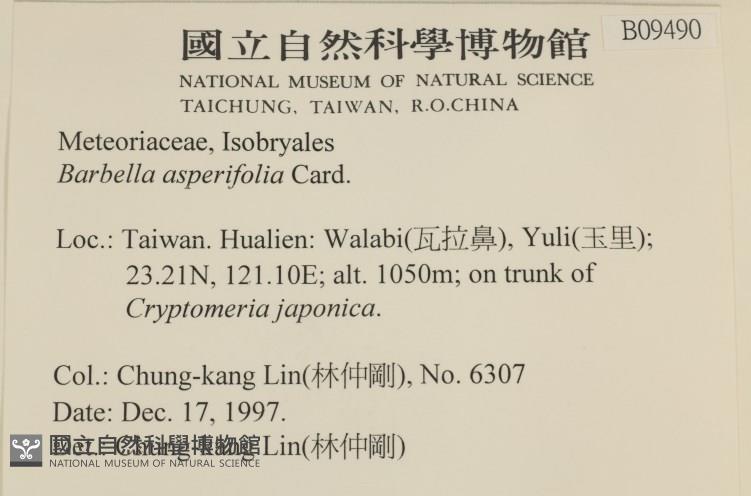 國立自然科學博物館
B09490
NATIONAL MUSEUM OF NATURAL SCIENCE
TAICHUNG, TAIWAN, R.O.CHINA
Meteoriaceae, Isobryales
Barbella asperifolia Card.
Loc.: Taiwan. Hualien: Walabi(瓦拉鼻), Yuli(玉里);
23.21N, 121.10E; alt. 1050m; on trunk of
Cryptomeria japonica.
Col.: Chung-kang Lin(林仲剛), No. 6307
Date: Dec. 17, 1997.
Det.: Chung-kang Lin(林仲剛)
國立自然科學博物館
NATIONAL MUSEUM OF NATURAL SCIENCE